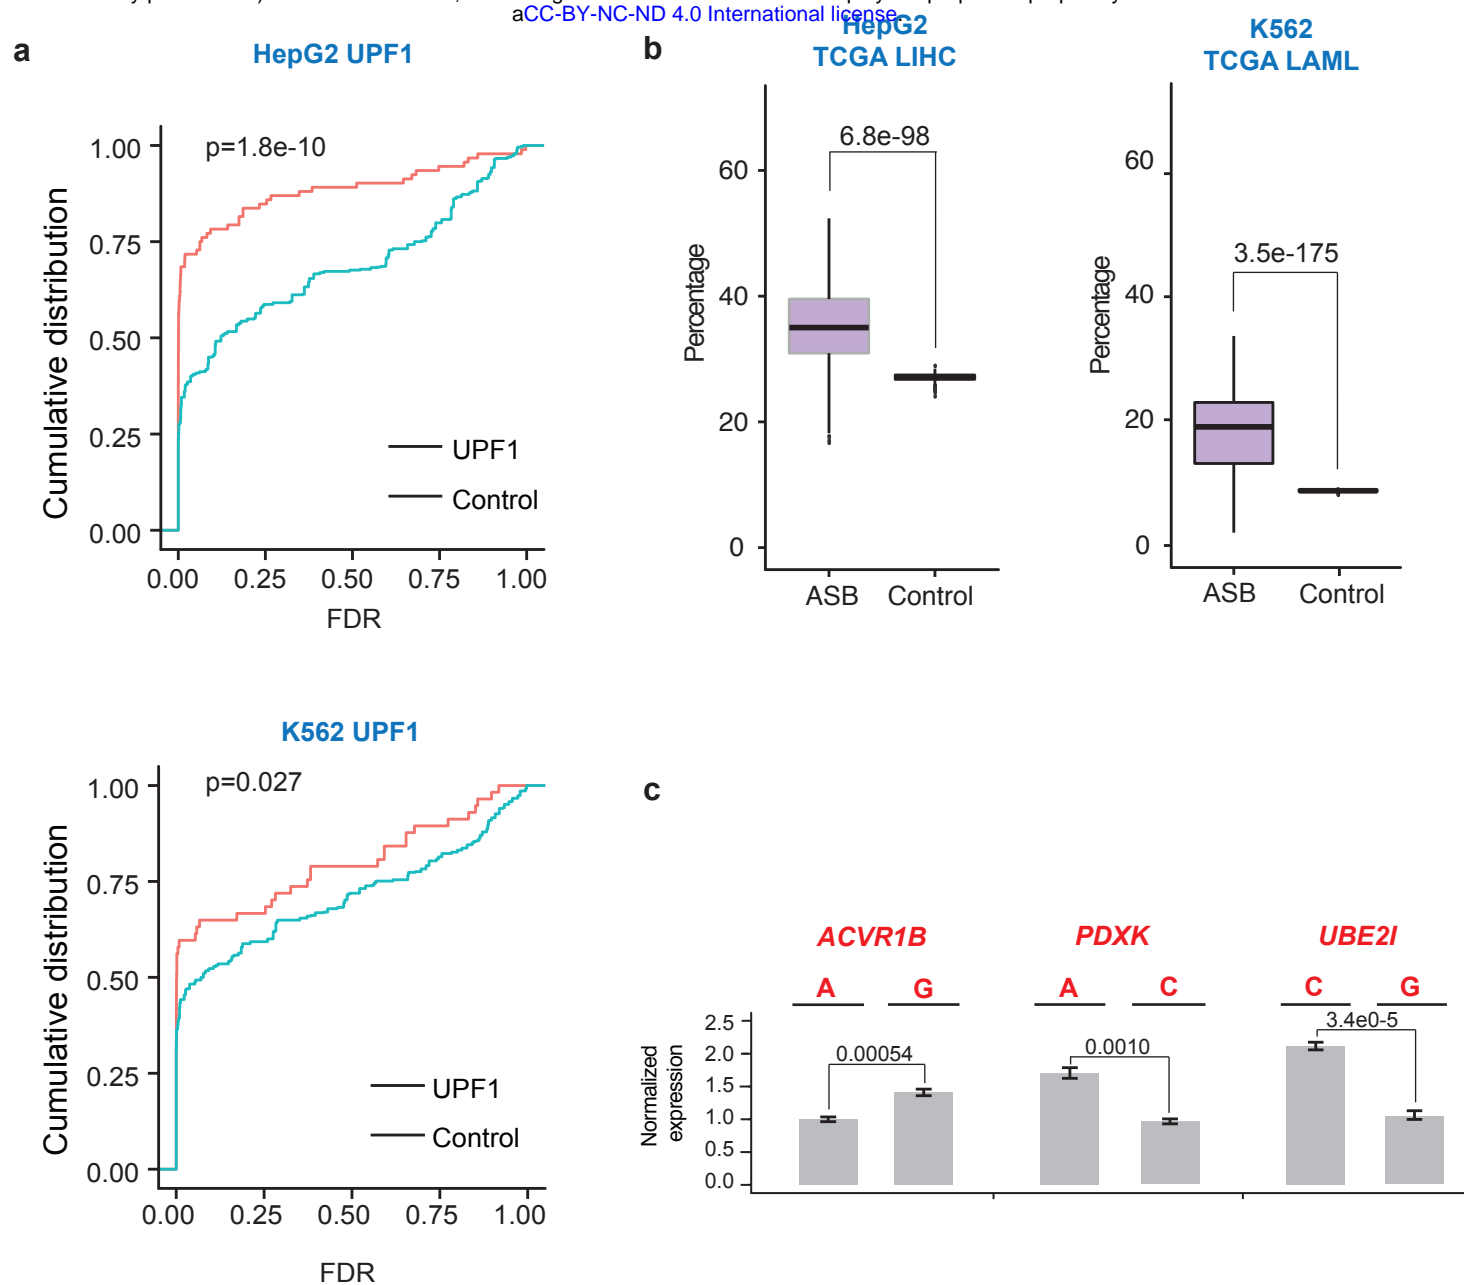 aCC-BY-NC-ND 4.0 International license.
a
HepG2 UPF1
p=1.8e-10
Cumulative distribution
1.00
0.75
0.50
0.25
0.00
UPF1
Control
0.00 0.25 0.50 0.75 1.00
FDR
K562 UPF1
p=0.027
Cumulative distribution
1.00
0.75
0.50
0.25
0.00
UPF1
Control
0.00 0.25 0.50 0.75 1.00
FDR
b
HepG2
TCGA LIHC
6.8e-98
Percentage
60
40
20
0
ASB Control
K562
TCGA LAML
3.5e-175
Percentage
60
40
20
0
ASB Control
c
ACVR1B PDXK UBE2I
A G A C C G
Normalized
expression
2.5
2.0
1.5
1.0
0.5
0.0
0.00054
0.0010
3.4e0-5